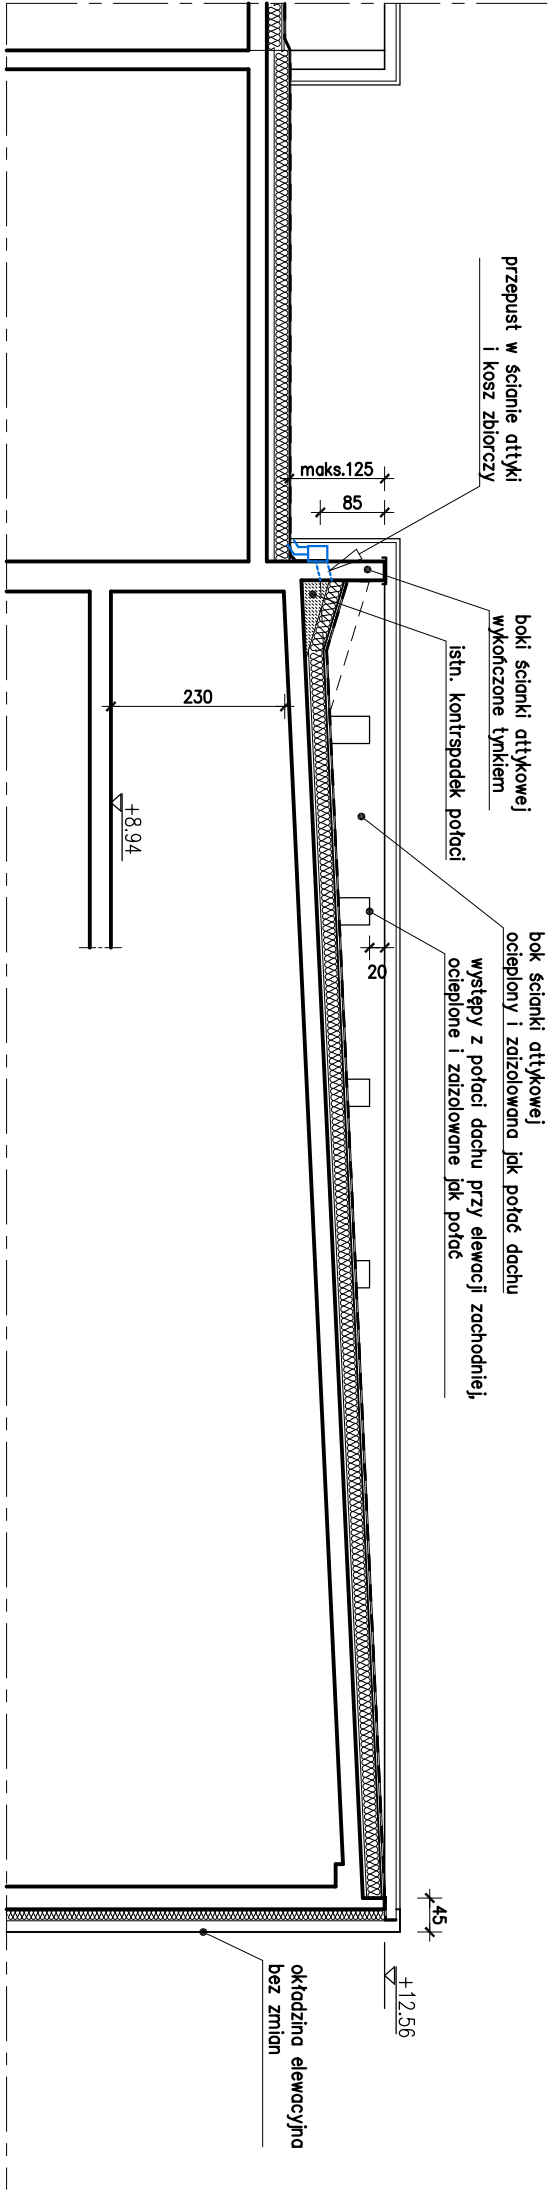 przepust w ścianie attyki
i kosz zbiorczy
maks.125
85
boki ścianki attykowej
wykończone tynkiem
istn. kontrspadek połaci
230
+8.94
bok ścianki attykowej
ocieplony i zaizolowana jak połać dachu
20
występy z połaci dachu przy elewacji zachodniej,
ocieplone i zaizolowane jak połać
45
+12.56
okładzina elewacyjna
bez zmian